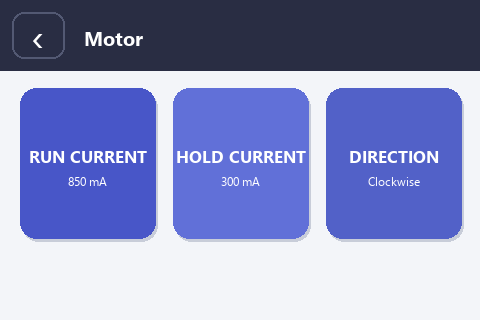 Motor
RUN CURRENT
850 mA
HOLD CURRENT
300 mA
DIRECTION
Clockwise